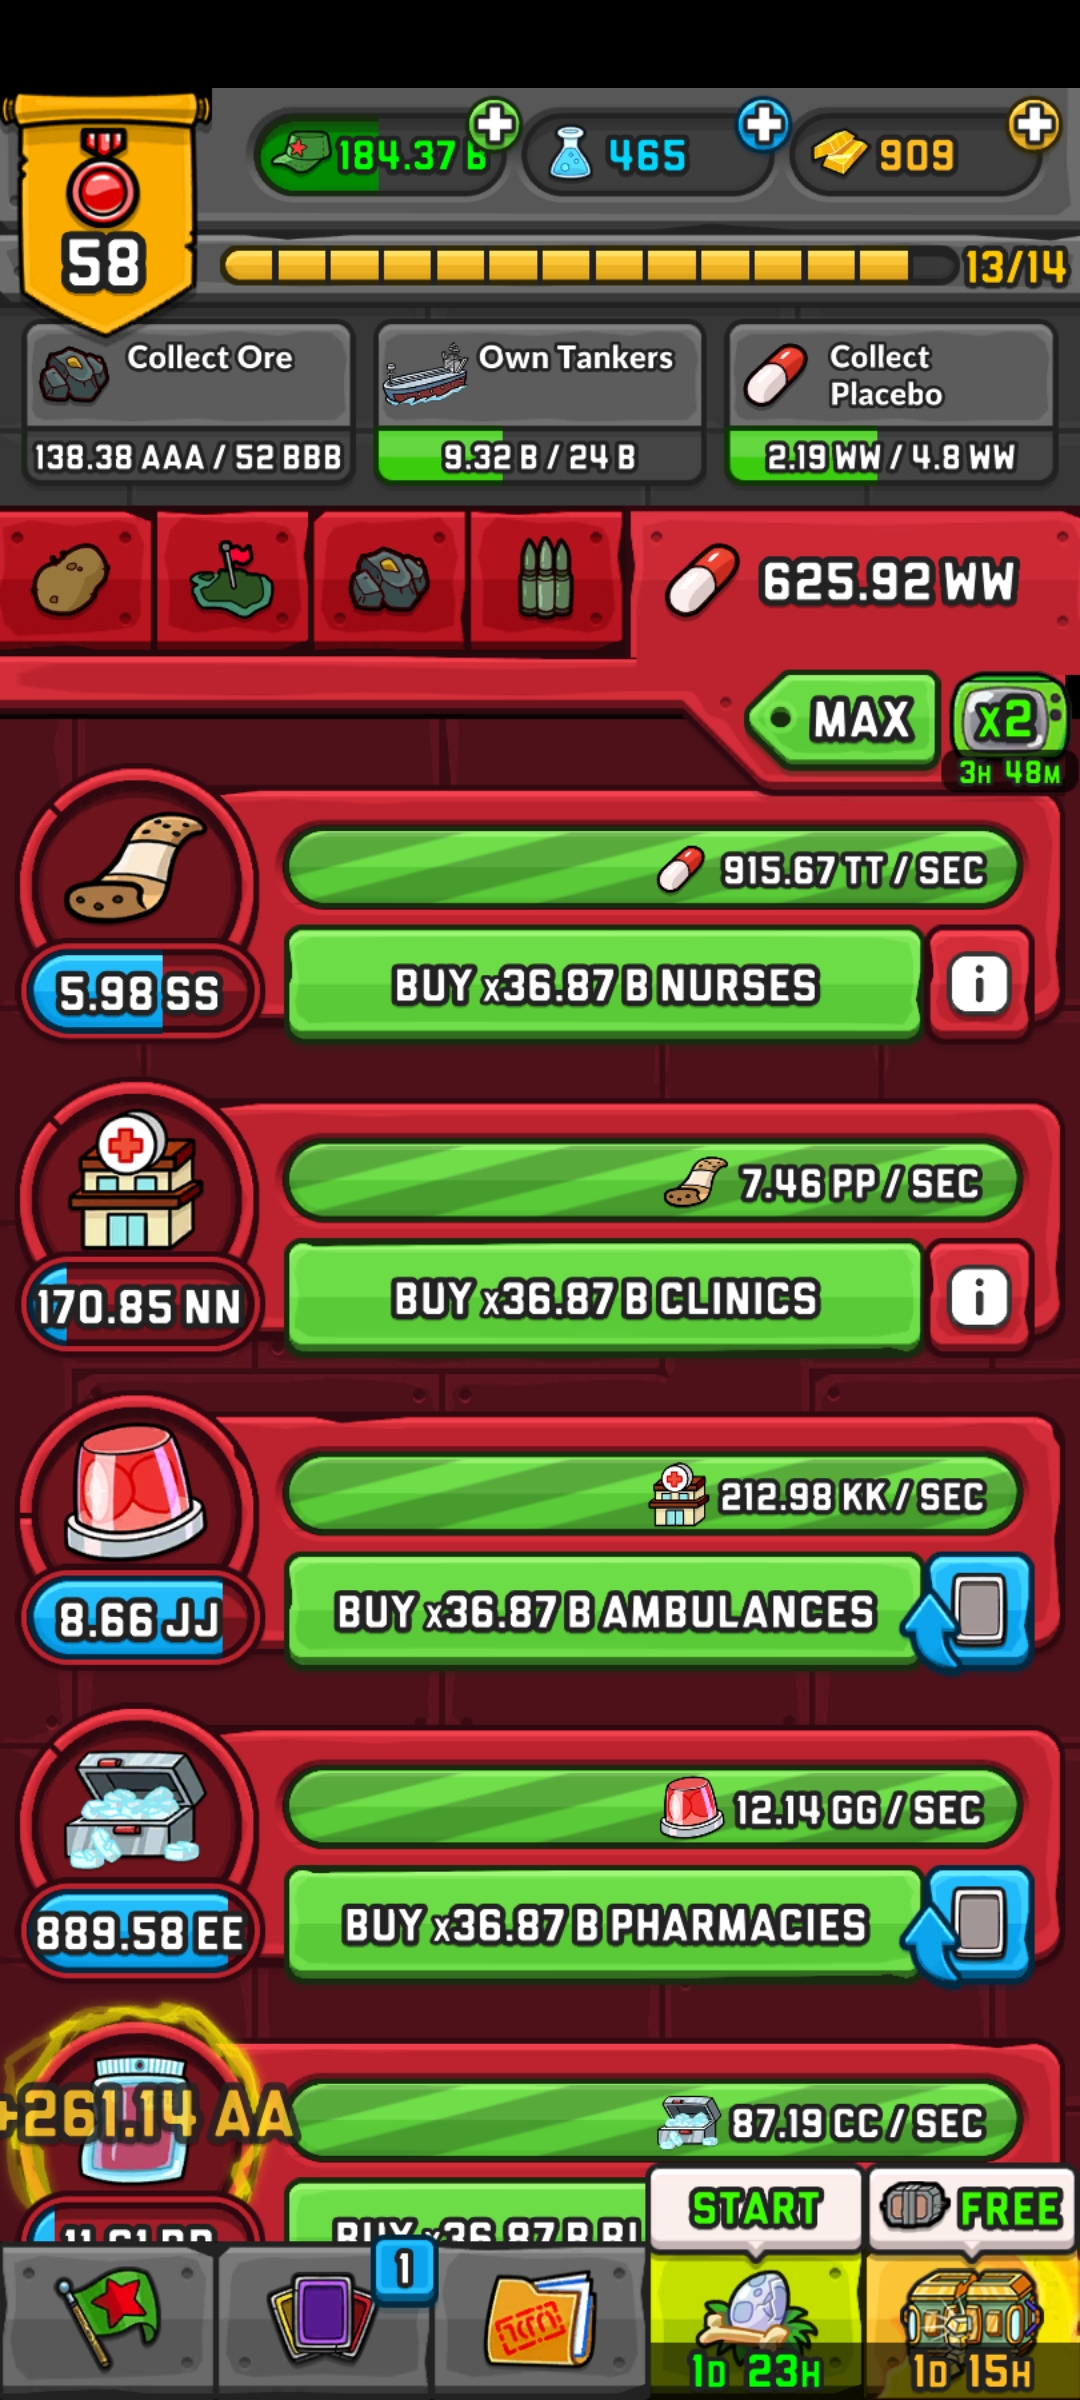 58
184.37 B
465
909
13/14
Collect Ore
138.38 AAA / 52 BBB
Own Tankers
9.32 B / 24 B
Collect
Placebo
2.19 WW / 4.8 WW
625.92 WW
MAX
x2
3H 48M
915.67 TT / SEC
5.98 SS
BUY x36.87 B NURSES
i
7.46 PP / SEC
170.85 NN
BUY x36.87 B CLINICS
i
212.98 KK / SEC
8.66 JJ
BUY x36.87 B AMBULANCES
12.14 GG / SEC
889.58 EE
BUY x36.87 B PHARMACIES
+261.14 AA
87.19 CC / SEC
BUY x36.87 B
START
FREE
1
1D 23H
1D 15H